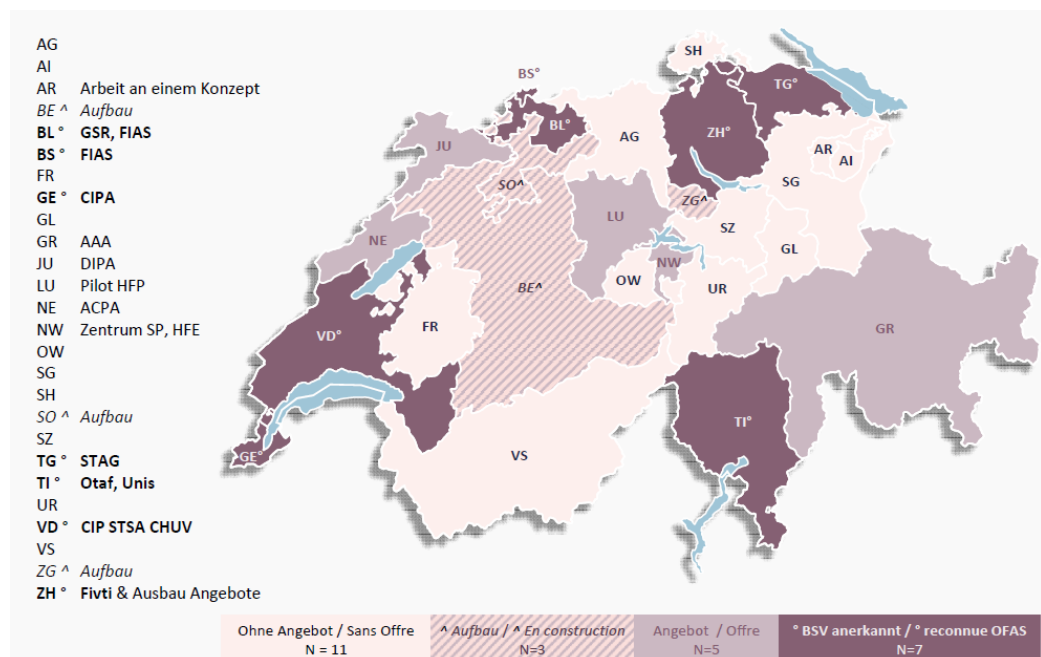 AG
AI
AR Arbeit an einem Konzept
BE ^ Aufbau
BL ° GSR, FIAS
BS ° FIAS
FR
GE ° CIPA
GL
GR AAA
JU DIPA
LU Pilot HFP
NE ACPA
NW Zentrum SP, HFE
OW
SG
SH
SO ^ Aufbau
SZ
TG ° STAG
TI ° Otaf, Unis
UR
VD ° CIP STSA CHUV
VS
ZG ^ Aufbau
ZH ° Fivti & Ausbau Angebote
SH
BS°
TG°
BL°
AG
ZH°
JU
AR
AI
SG
SO^
ZG^
LU
NE
SZ
GL
NW
OW
BE^
UR
FR
VD°
GR
TI°
GE°
VS
Ohne Angebot / Sans Offre
N = 11
^ Aufbau / ^ En construction
N=3
Angebot / Offre
N=5
° BSV anerkannt / ° reconnue OFAS
N=7